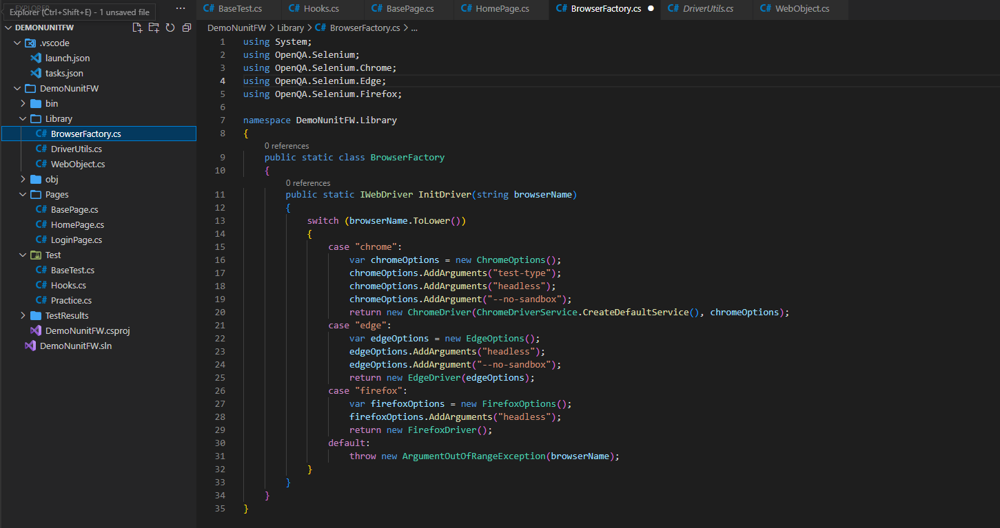 EXPLORER
Explorer (Ctrl+Shift+E) - 1 unsaved file
...
BaseTest.cs
Hooks.cs
BasePage.cs
HomePage.cs
BrowserFactory.cs
DriverUtils.cs
WebObject.cs
DEMONUNITFW
.vscode
launch.json
tasks.json
DemoNunitFW
bin
Library
C# BrowserFactory.cs
C# DriverUtils.cs
C# WebObject.cs
obj
Pages
C# BasePage.cs
C# HomePage.cs
C# LoginPage.cs
Test
C# BaseTest.cs
C# Hooks.cs
C# Practice.cs
TestResults
DemoNunitFW.csproj
DemoNunitFW.sln
DemoNunitFW > Library > C# BrowserFactory.cs > ...
1 using System;
2 using OpenQA.Selenium;
3 using OpenQA.Selenium.Chrome;
4 using OpenQA.Selenium.Edge;
5 using OpenQA.Selenium.Firefox;
6
7 namespace DemoNunitFW.Library
8 {
0 references
9 public static class BrowserFactory
10 {
0 references
11 public static IWebDriver InitDriver(string browserName)
12 {
13 switch (browserName.ToLower())
14 {
15 case "chrome":
16 var chromeOptions = new ChromeOptions();
17 chromeOptions.AddArguments("test-type");
18 chromeOptions.AddArguments("headless");
19 chromeOptions.AddArgument("--no-sandbox");
20 return new ChromeDriver(ChromeDriverService.CreateDefaultService(), chromeOptions);
21 case "edge":
22 var edgeOptions = new EdgeOptions();
23 edgeOptions.AddArguments("headless");
24 edgeOptions.AddArgument("--no-sandbox");
25 return new EdgeDriver(edgeOptions);
26 case "firefox":
27 var firefoxOptions = new FirefoxOptions();
28 firefoxOptions.AddArguments("headless");
29 return new FirefoxDriver();
30 default:
31 throw new ArgumentOutOfRangeException(browserName);
32 }
33 }
34 }
35 }